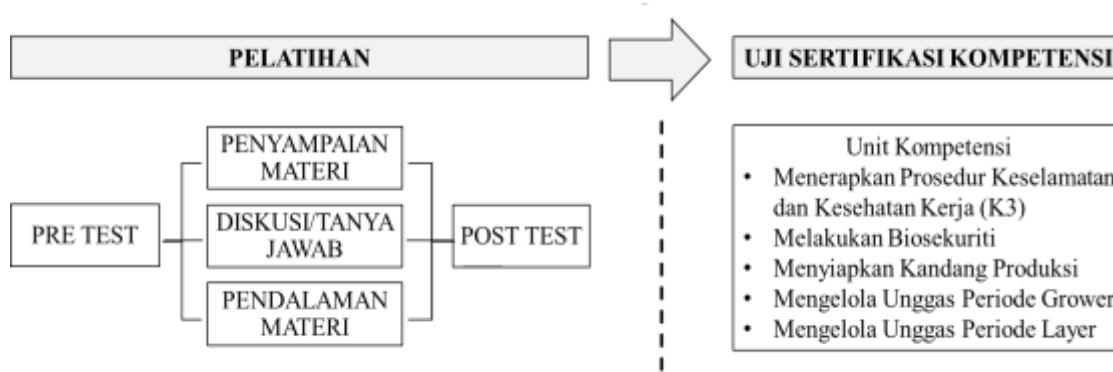 PELATIHAN
UJI SERTIFIKASI KOMPETENSI
PRE TEST
PENYAMPAIAN
MATERI
DISKUSI/TANYA
JAWAB
PENDALAMAN
MATERI
POST TEST
Unit Kompetensi
• Menerapkan Prosedur Keselamatan
dan Kesehatan Kerja (K3)
• Melakukan Biosekuriti
• Menyiapkan Kandang Produksi
• Mengelola Unggas Periode Grower
• Mengelola Unggas Periode Layer